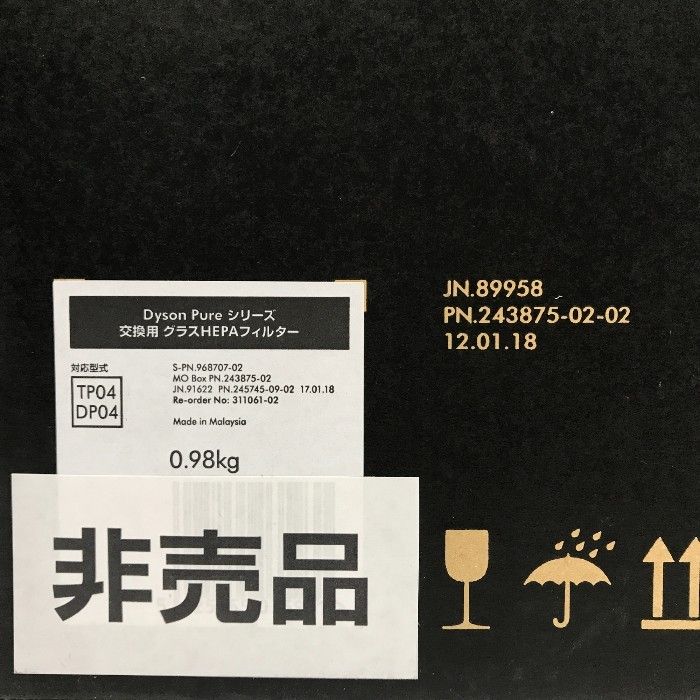 JN.89958
PN.243875-02-02
12.01.18
Dyson Pure シリーズ
交換用 グラスHEPAフィルター
対応型式
TP04
DP04
S-PN.968707-02
MO Box PN.243875-02
JN.91622 PN.245745-09-02 17.01.18
Re-order No: 311061-02
Made in Malaysia
0.98kg
非売品